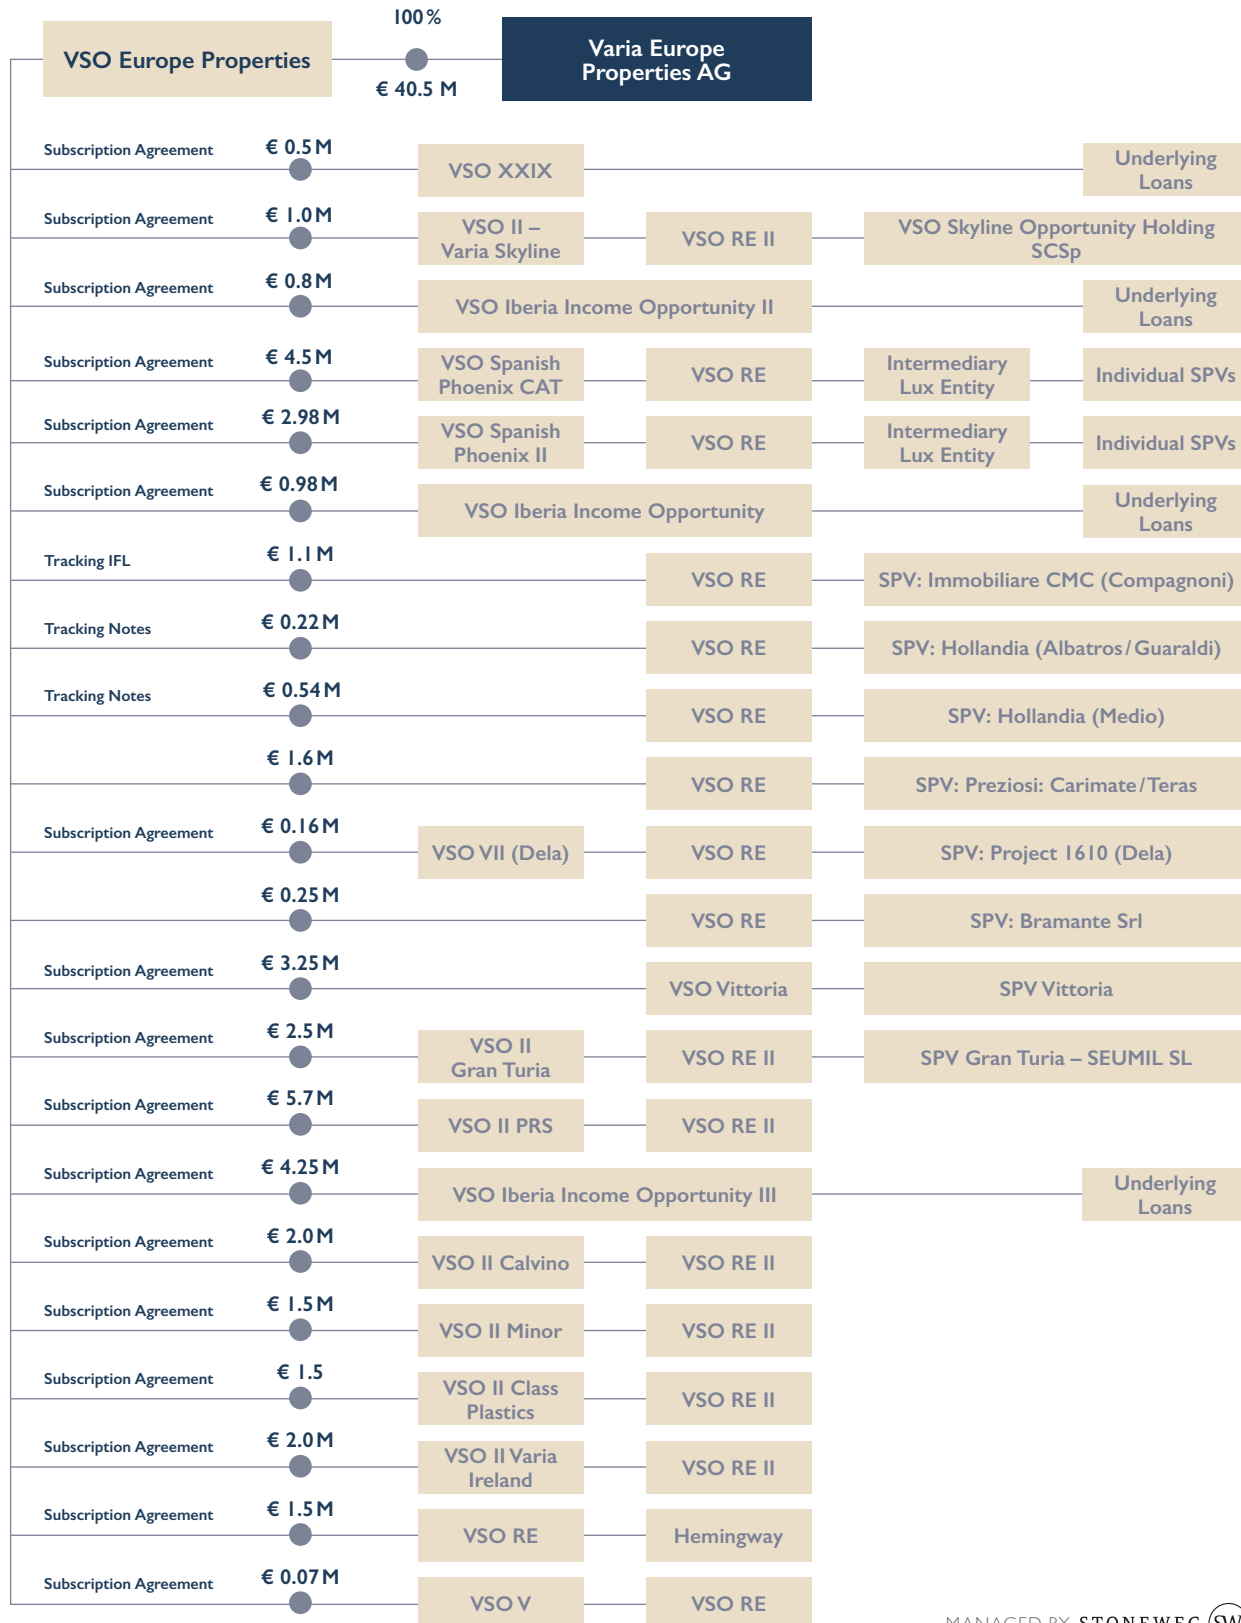 100%
VSO Europe Properties
Varia Europe
Properties AG
€ 40.5 M
Subscription Agreement
€ 0.5 M
VSO XXIX
Underlying
Loans
Subscription Agreement
€ 1.0 M
VSO II –
Varia Skyline
VSO RE II
VSO Skyline Opportunity Holding
SCSp
Subscription Agreement
€ 0.8 M
VSO Iberia Income Opportunity II
Underlying
Loans
Subscription Agreement
€ 4.5 M
VSO Spanish
Phoenix CAT
VSO RE
Intermediary
Lux Entity
Individual SPVs
Subscription Agreement
€ 2.98 M
VSO Spanish
Phoenix II
VSO RE
Intermediary
Lux Entity
Individual SPVs
Subscription Agreement
€ 0.98 M
VSO Iberia Income Opportunity
Underlying
Loans
Tracking IFL
€ 1.1 M
VSO RE
SPV: Immobiliare CMC (Compagnoni)
Tracking Notes
€ 0.22 M
VSO RE
SPV: Hollandia (Albatros / Guaraldi)
Tracking Notes
€ 0.54 M
VSO RE
SPV: Hollandia (Medio)
€ 1.6 M
VSO RE
SPV: Preziosi: Carimate / Teras
Subscription Agreement
€ 0.16 M
VSO VII (Dela)
VSO RE
SPV: Project 1610 (Dela)
€ 0.25 M
VSO RE
SPV: Bramante Srl
Subscription Agreement
€ 3.25 M
VSO Vittoria
SPV Vittoria
Subscription Agreement
€ 2.5 M
VSO II
Gran Turia
VSO RE II
SPV Gran Turia – SEUMIL SL
Subscription Agreement
€ 5.7 M
VSO II PRS
VSO RE II
Subscription Agreement
€ 4.25 M
VSO Iberia Income Opportunity III
Underlying
Loans
Subscription Agreement
€ 2.0 M
VSO II Calvino
VSO RE II
Subscription Agreement
€ 1.5 M
VSO II Minor
VSO RE II
Subscription Agreement
€ 1.5
VSO II Class
Plastics
VSO RE II
Subscription Agreement
€ 2.0 M
VSO II Varia
Ireland
VSO RE II
Subscription Agreement
€ 1.5 M
VSO RE
Hemingway
Subscription Agreement
€ 0.07 M
VSO V
VSO RE
MANAGED BY STONEWEG SW